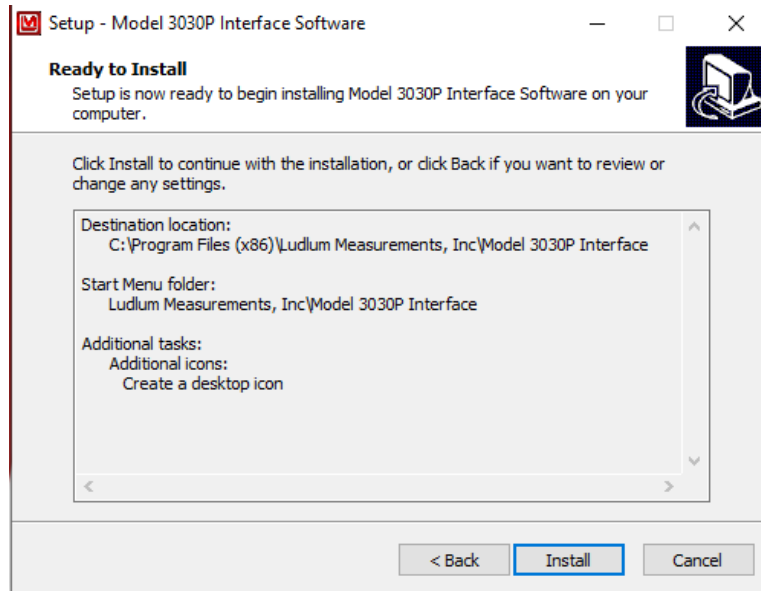 Setup - Model 3030P Interface Software
Ready to Install
Setup is now ready to begin installing Model 3030P Interface Software on your
computer.
Click Install to continue with the installation, or click Back if you want to review or
change any settings.
Destination location:
C:\Program Files (x86)\Ludlum Measurements, Inc\Model 3030P Interface
Start Menu folder:
Ludlum Measurements, Inc\Model 3030P Interface
Additional tasks:
Additional icons:
Create a desktop icon
< Back Install Cancel